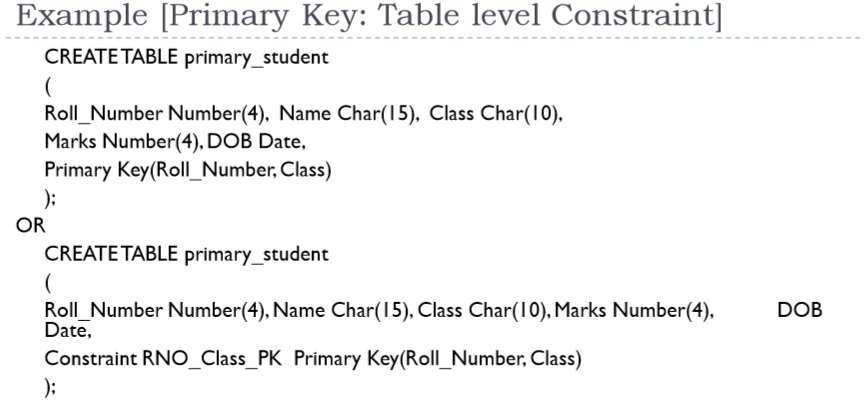 Example [Primary Key: Table level Constraint]
CREATE TABLE primary_student
(
Roll_Number Number(4), Name Char(15), Class Char(10),
Marks Number(4), DOB Date,
Primary Key(Roll_Number, Class)
);
OR
CREATE TABLE primary_student
(
Roll_Number Number(4), Name Char(15), Class Char(10), Marks Number(4), DOB
Date,
Constraint RNO_Class_PK Primary Key(Roll_Number, Class)
);